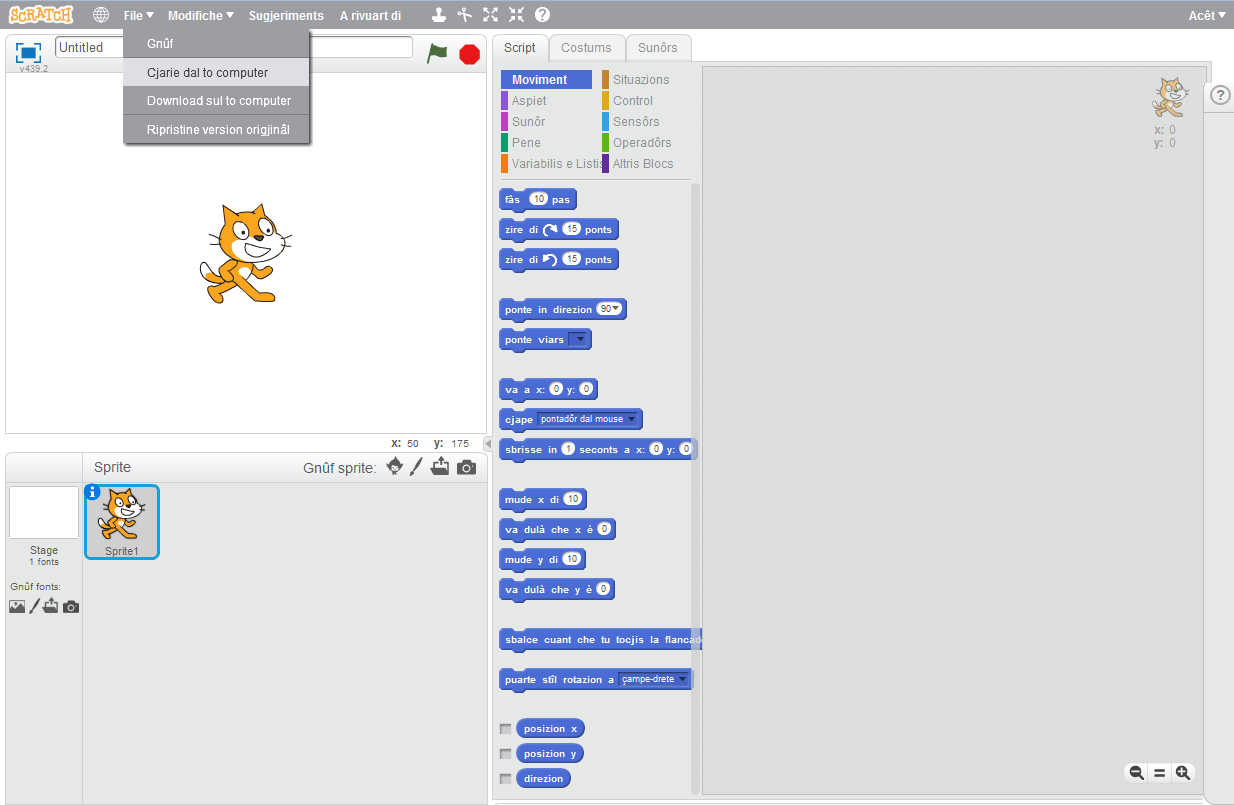 SCRATCH File Modifiche Sugjeriments A rivuart di Acêt
Gnûf
Cjarie dal to computer
Download sul to computer
Ripristine version origjinâl
Untitled
v439.2
x: 50 y: 175
Sprite Gnûf sprite:
Stage
1 fonts
Gnûf fonts:
Sprite1
Script Costums Sunôrs
Moviment Situazions
Aspiet Control
Sunôr Sensôrs
Pene Operadôrs
Variabilis e Listis Altris Blocs
fâs 10 pas
zire di 15 ponts
zire di 15 ponts
ponte in direzion 90
ponte viars
va a x: 0 y: 0
cjape pontadôr dal mouse
sbrisse in 1 seconts a x: 0 y: 0
mude x di 10
va dulà che x è 0
mude y di 10
va dulà che y è 0
sbalce cuant che tu tocjis la flancad
puarte stîl rotazion a çampe-drete
posizion x
posizion y
direzion
x: 0
y: 0